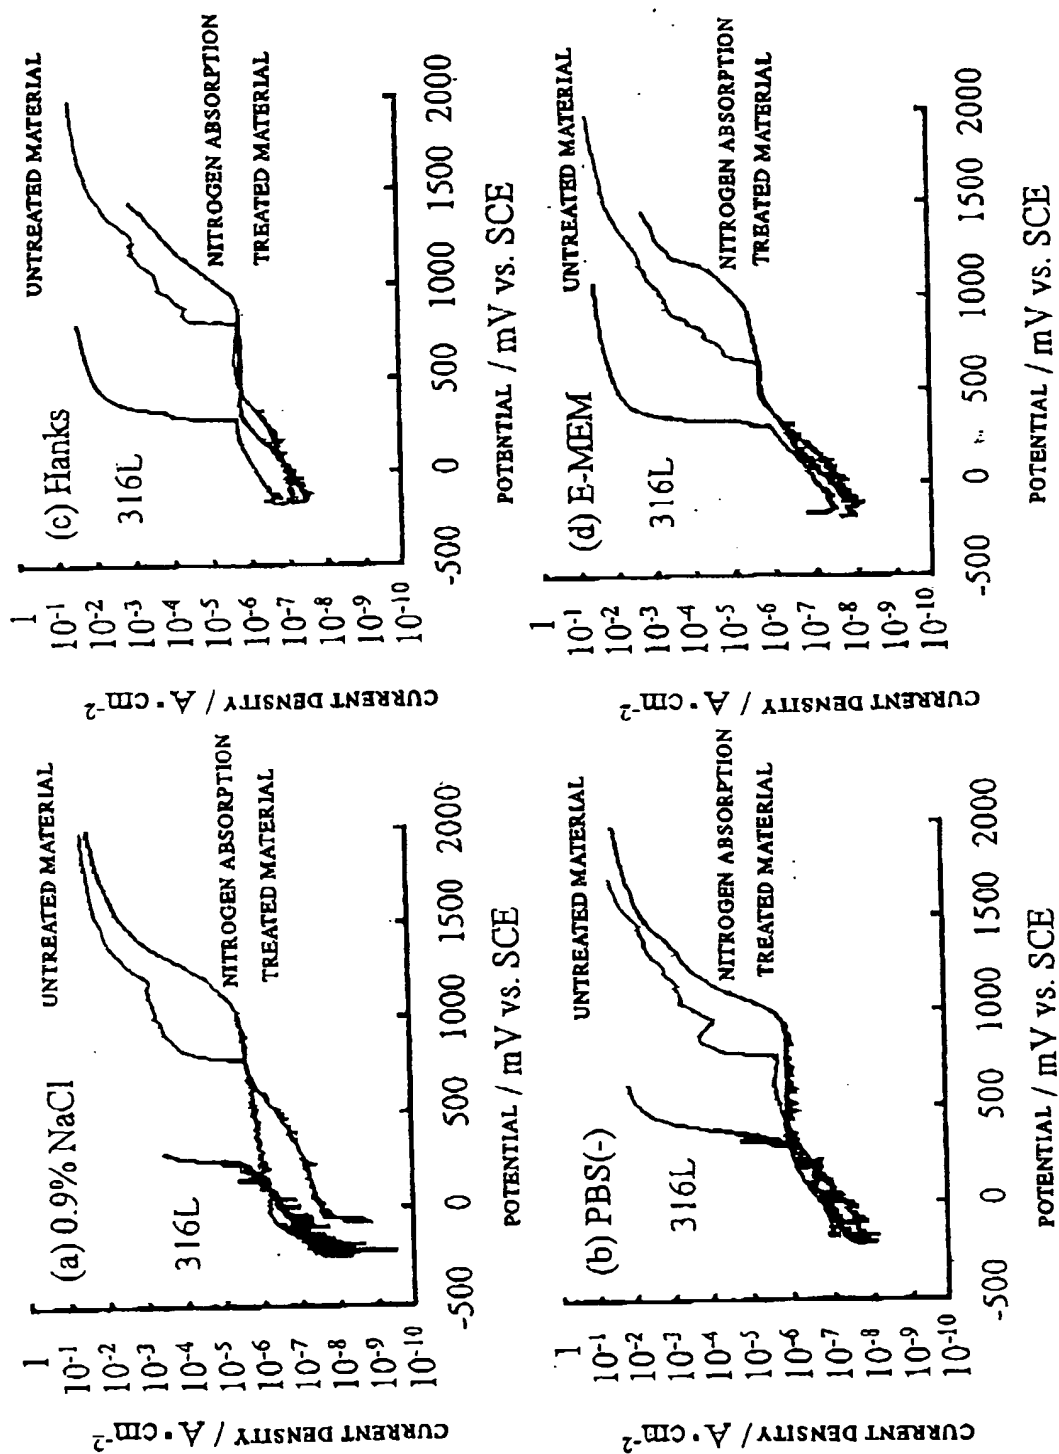 (a) 0.9% NaCl
UNTREATED MATERIAL
NITROGEN ABSORPTION
TREATED MATERIAL
316L
CURRENT DENSITY / A·cm⁻²
1
10⁻¹
10⁻²
10⁻³
10⁻⁴
10⁻⁵
10⁻⁶
10⁻⁷
10⁻⁸
10⁻⁹
10⁻¹⁰
-500 0 500 1000 1500 2000
POTENTIAL / mV vs. SCE
(b) PBS(-)
UNTREATED MATERIAL
NITROGEN ABSORPTION
TREATED MATERIAL
316L
CURRENT DENSITY / A·cm⁻²
1
10⁻¹
10⁻²
10⁻³
10⁻⁴
10⁻⁵
10⁻⁶
10⁻⁷
10⁻⁸
10⁻⁹
10⁻¹⁰
-500 0 500 1000 1500 2000
POTENTIAL / mV vs. SCE
(c) Hanks
UNTREATED MATERIAL
NITROGEN ABSORPTION
TREATED MATERIAL
316L
CURRENT DENSITY / A·cm⁻²
1
10⁻¹
10⁻²
10⁻³
10⁻⁴
10⁻⁵
10⁻⁶
10⁻⁷
10⁻⁸
10⁻⁹
10⁻¹⁰
-500 0 500 1000 1500 2000
POTENTIAL / mV vs. SCE
(d) E-MEM
UNTREATED MATERIAL
NITROGEN ABSORPTION
TREATED MATERIAL
316L
CURRENT DENSITY / A·cm⁻²
1
10⁻¹
10⁻²
10⁻³
10⁻⁴
10⁻⁵
10⁻⁶
10⁻⁷
10⁻⁸
10⁻⁹
10⁻¹⁰
-500 0 500 1000 1500 2000
POTENTIAL / mV vs. SCE